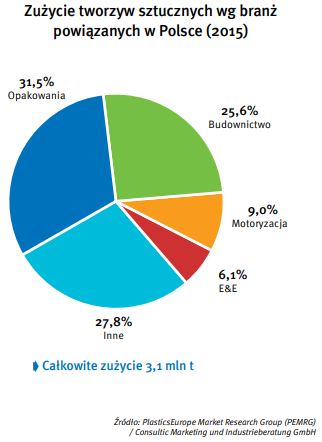 Zużycie tworzyw sztucznych wg branż
powiązanych w Polsce (2015)
31,5%
Opakowania
25,6%
Budownictwo
9,0%
Motoryzacja
6,1%
E&E
27,8%
Inne
Całkowite zużycie 3,1 mln t
Źródło: PlasticsEurope Market Research Group (PEMRG)
/ Consultic Marketing und Industrieberatung GmbH